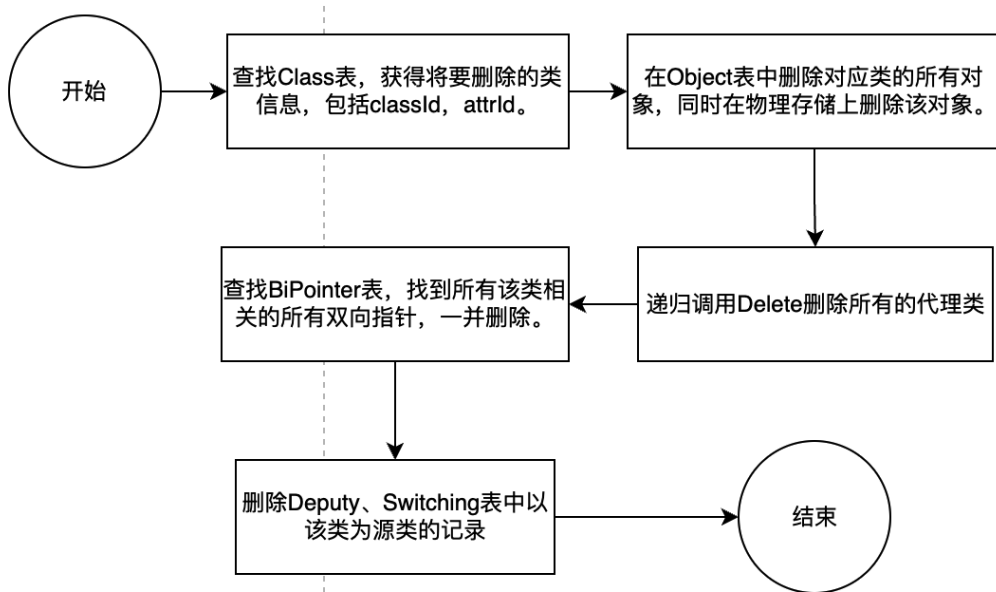 开始
查找Class表，获得将要删除的类
信息，包括classId，attrId。
在Object表中删除对应类的所有对
象，同时在物理存储上删除该对象。
递归调用Delete删除所有的代理类
查找BiPointer表，找到所有该类相
关的所有双向指针，一并删除。
删除Deputy、Switching表中以
该类为源类的记录
结束